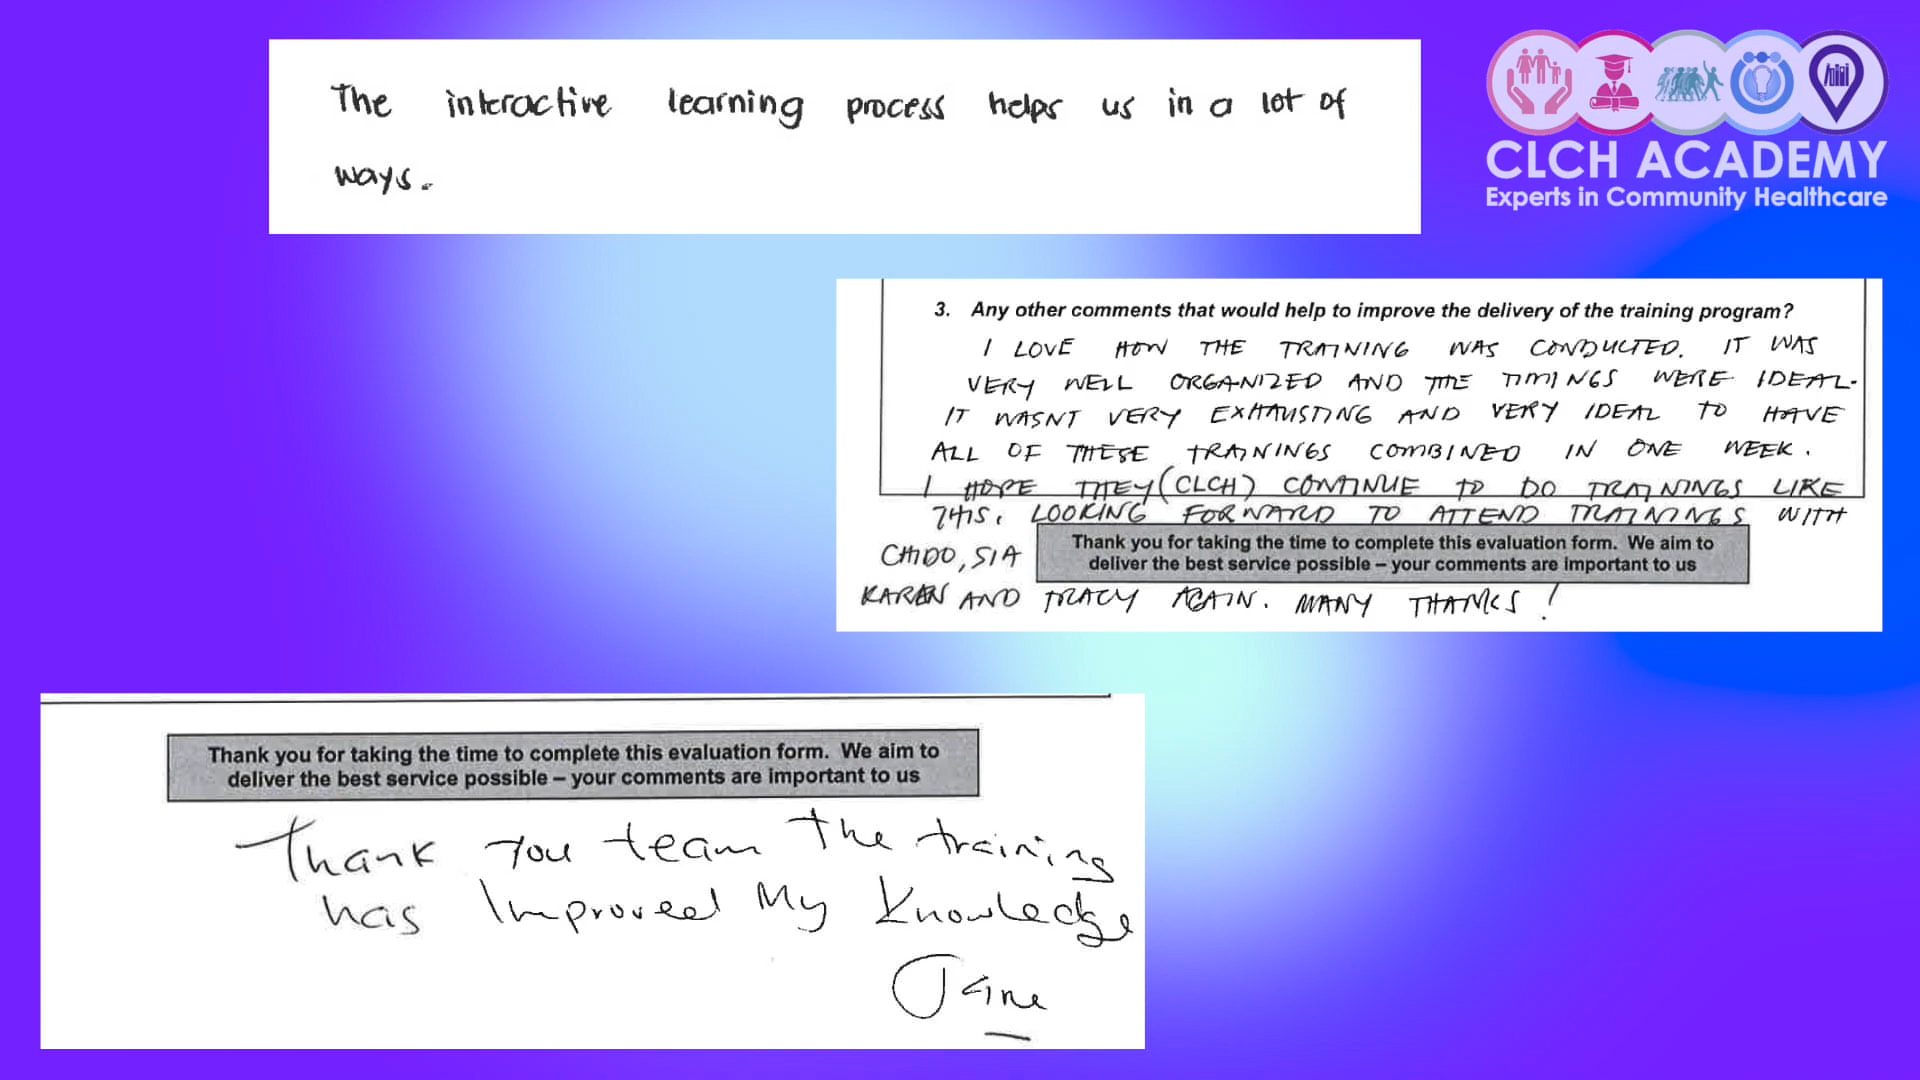 The interactive learning process helps us in a lot of
ways.
CLCH ACADEMY
Experts in Community Healthcare
3. Any other comments that would help to improve the delivery of the training program?
I LOVE HOW THE TRAINING WAS CONDUCTED. IT WAS
VERY WELL ORGANIZED AND THE TIMINGS WERE IDEAL.
IT WASNT VERY EXHAUSTING AND VERY IDEAL TO HAVE
ALL OF THESE TRAININGS COMBINED IN ONE WEEK.
I HOPE THEY (CLCH) CONTINUE TO DO TRAININGS LIKE
THIS. LOOKING FORWARD TO ATTEND TRAININGS WITH
CHIDO, SIA
Thank you for taking the time to complete this evaluation form. We aim to
deliver the best service possible – your comments are important to us
KAREN AND TRACY AGAIN. MANY THANKS!
Thank you for taking the time to complete this evaluation form. We aim to
deliver the best service possible – your comments are important to us
Thank you team The training
has Improved My Knowledge
Jane